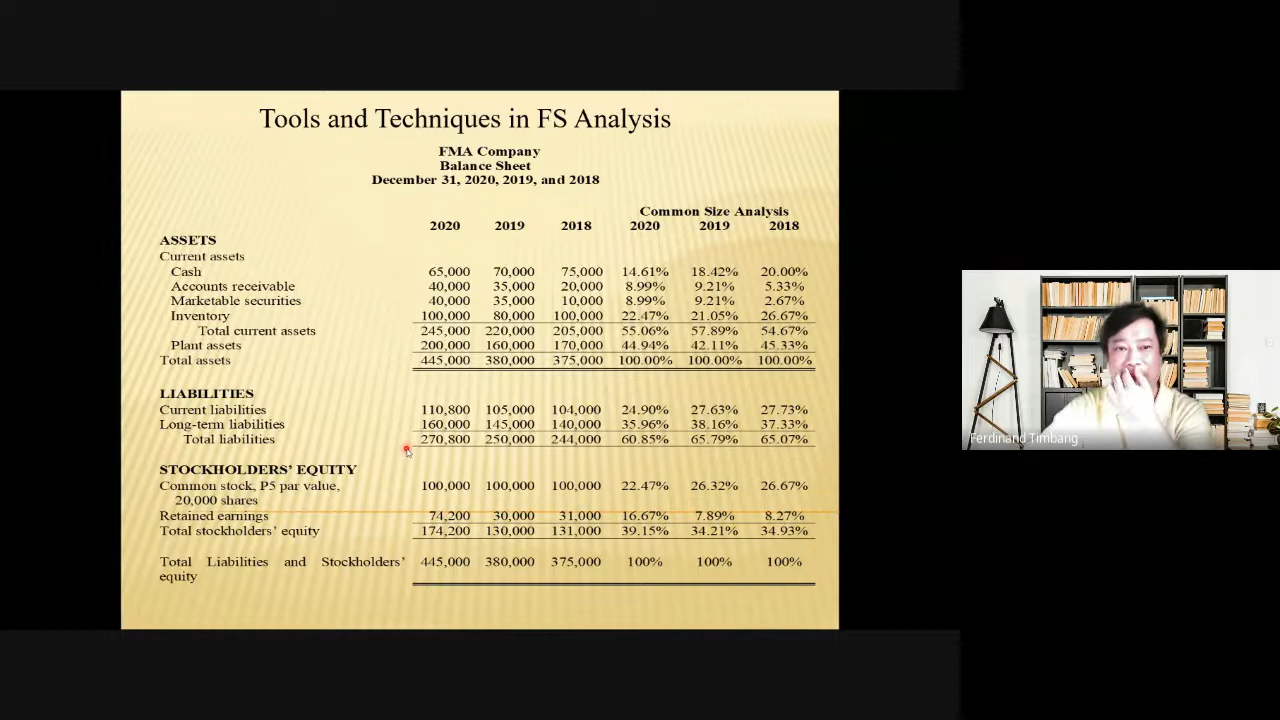 Tools and Techniques in FS Analysis
FMA Company
Balance Sheet
December 31, 2020, 2019, and 2018
Common Size Analysis
2020 2019 2018 2020 2019 2018
ASSETS
Current assets
Cash 65,000 70,000 75,000 14.61% 18.42% 20.00%
Accounts receivable 40,000 35,000 20,000 8.99% 9.21% 5.33%
Marketable securities 40,000 35,000 10,000 8.99% 9.21% 2.67%
Inventory 100,000 80,000 100,000 22.47% 21.05% 26.67%
Total current assets 245,000 220,000 205,000 55.06% 57.89% 54.67%
Plant assets 200,000 160,000 170,000 44.94% 42.11% 45.33%
Total assets 445,000 380,000 375,000 100.00% 100.00% 100.00%
LIABILITIES
Current liabilities 110,800 105,000 104,000 24.90% 27.63% 27.73%
Long-term liabilities 160,000 145,000 140,000 35.96% 38.16% 37.33%
Total liabilities 270,800 250,000 244,000 60.85% 65.79% 65.07%
STOCKHOLDERS' EQUITY
Common stock, P5 par value, 100,000 100,000 100,000 22.47% 26.32% 26.67%
20,000 shares
Retained earnings 74,200 30,000 31,000 16.67% 7.89% 8.27%
Total stockholders' equity 174,200 130,000 131,000 39.15% 34.21% 34.93%
Total Liabilities and Stockholders' 445,000 380,000 375,000 100% 100% 100%
equity
Ferdinand Timbang